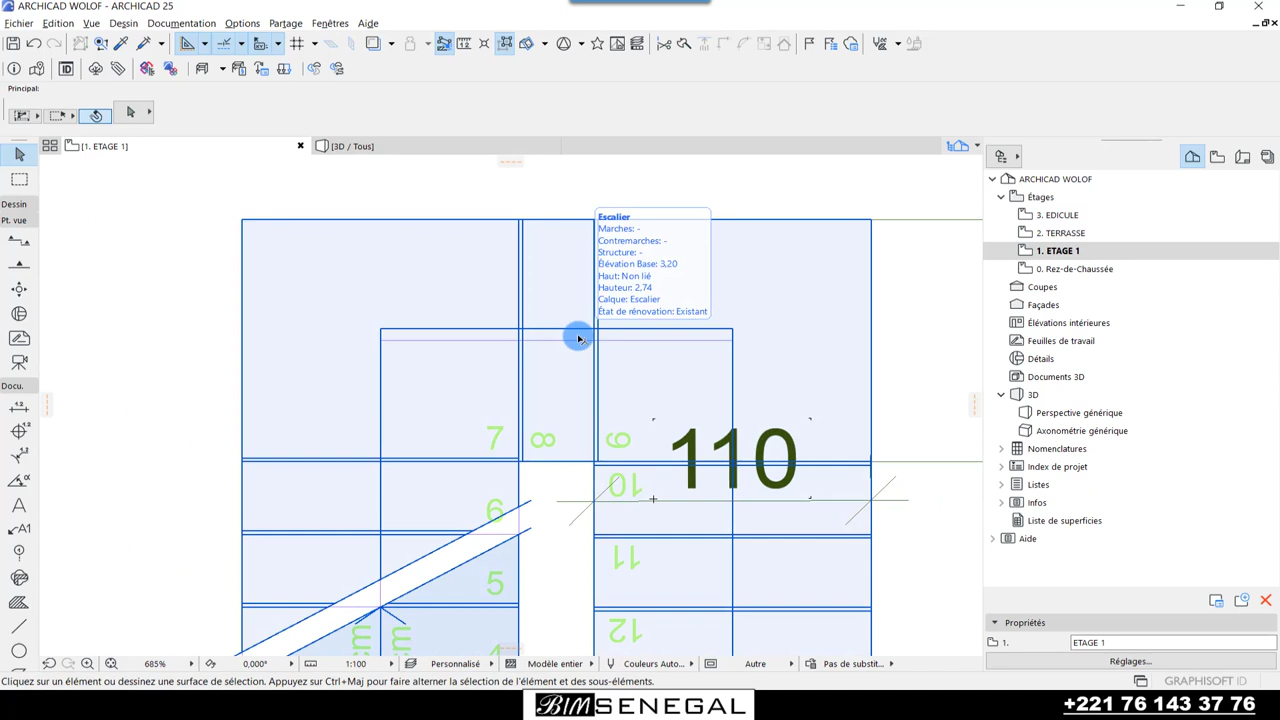 ARCHICAD WOLOF - ARCHICAD 25
Fichier Edition Vue Dessin Documentation Options Partage Fenêtres Aide
Principal:
[1. ETAGE 1]
[3D / Tous]
Dessin
Pt. vue
Docu.
Escalier
Marches: -
Contremarches: -
Structure: -
Élévation Base: 3,20
Haut: Non lié
Hauteur: 2,74
Calque: Escalier
État de rénovation: Existant
7 8 9
110
10
6
11
5
12
4
cm
m
ARCHICAD WOLOF
Étages
3. EDICULE
2. TERRASSE
1. ETAGE 1
0. Rez-de-Chaussée
Coupes
Façades
Élévations intérieures
Feuilles de travail
Détails
Documents 3D
3D
Perspective générique
Axonométrie générique
Nomenclatures
Index de projet
Listes
Infos
Liste de superficies
Aide
Propriétés
1. ETAGE 1
Réglages...
685% 0,000° 1:100 Personnalisé Modèle entier Couleurs Auto... Autre Pas de substit...
Cliquez sur un élément ou dessinez une surface de sélection. Appuyez sur Ctrl+Maj pour faire alterner la sélection de l'élément et des sous-éléments.
GRAPHISOFT ID
BIMSENEGAL
+221 76 143 37 76